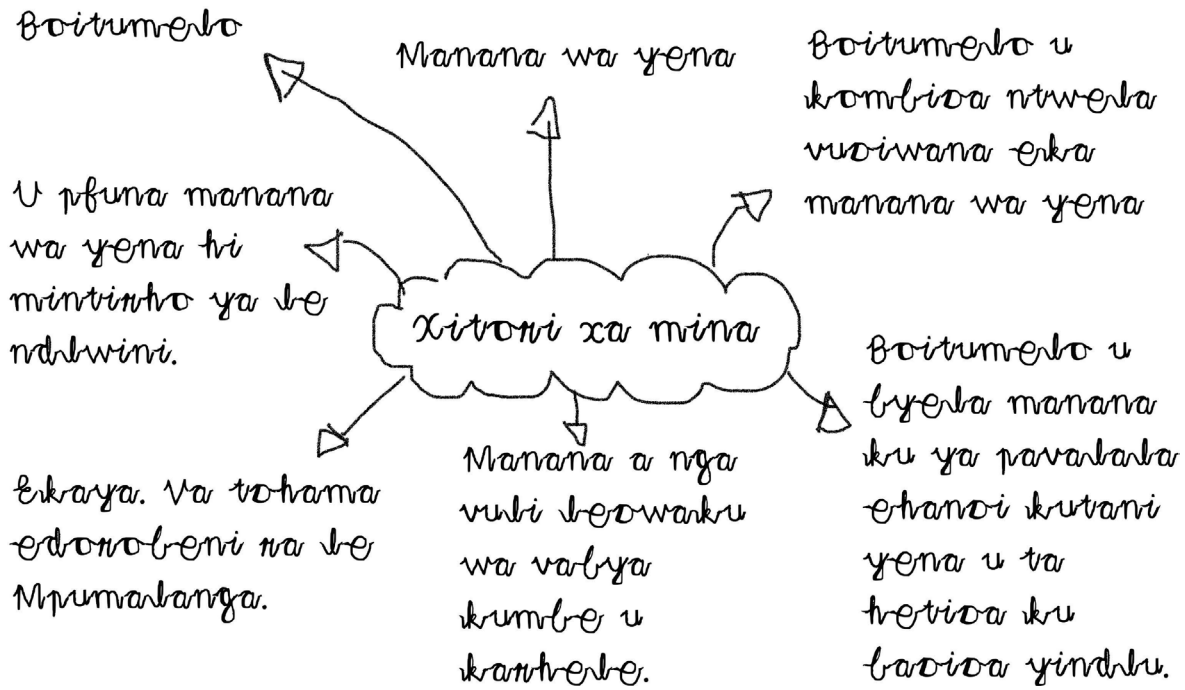 Boitumelo
Manana wa yena
Boitumelo u
kombisa ntwela
vusiwana eka
manana wa yena
U pfuna manana
wa yena hi
mintirho ya le
ndlwini.
Xitori xa mina
Boitumelo u
byela manana
ku ya pavalala
ehansi kutani
yena u ta
hetisa ku
basisa yindlu.
Ekaya. Va tshama
edorobeni ra le
Mpumalanga.
Manana a nga
vuli leswaku
wa vabya
kumbe u
karhele.